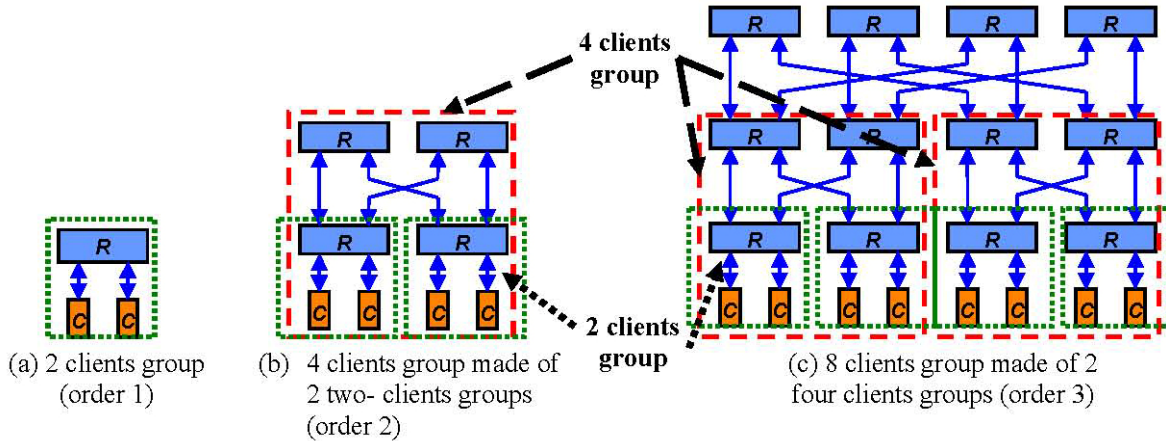 R R R R
4 clients
group
R R R R R R
R R R R R R R
C C C C C C C C C C C C C C
2 clients
group
(a) 2 clients group
(order 1)
(b) 4 clients group made of
2 two- clients groups
(order 2)
(c) 8 clients group made of 2
four clients groups (order 3)